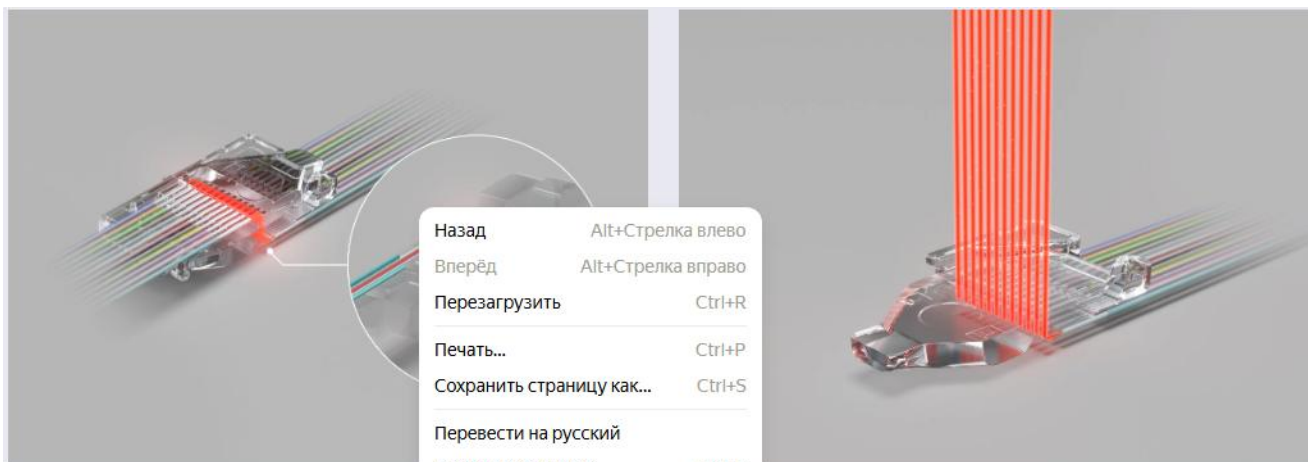 Назад Alt+Стрелка влево
Вперёд Alt+Стрелка вправо
Перезагрузить Ctrl+R
Печать... Ctrl+P
Сохранить страницу как... Ctrl+S
Перевести на русский